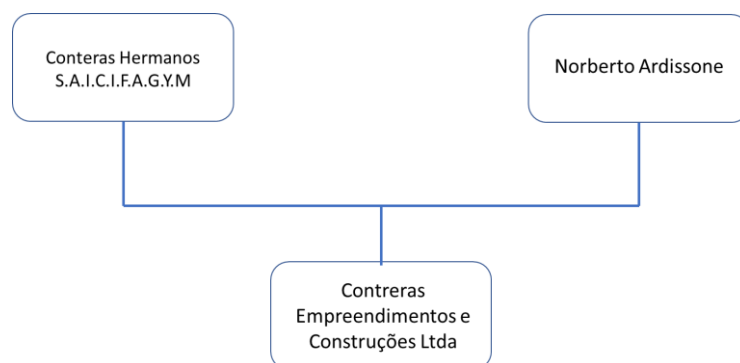 Conteras Hermanos
S.A.I.C.I.F.A.G.Y.M
Norberto Ardissone
Contreras
Empreendimentos e
Construções Ltda